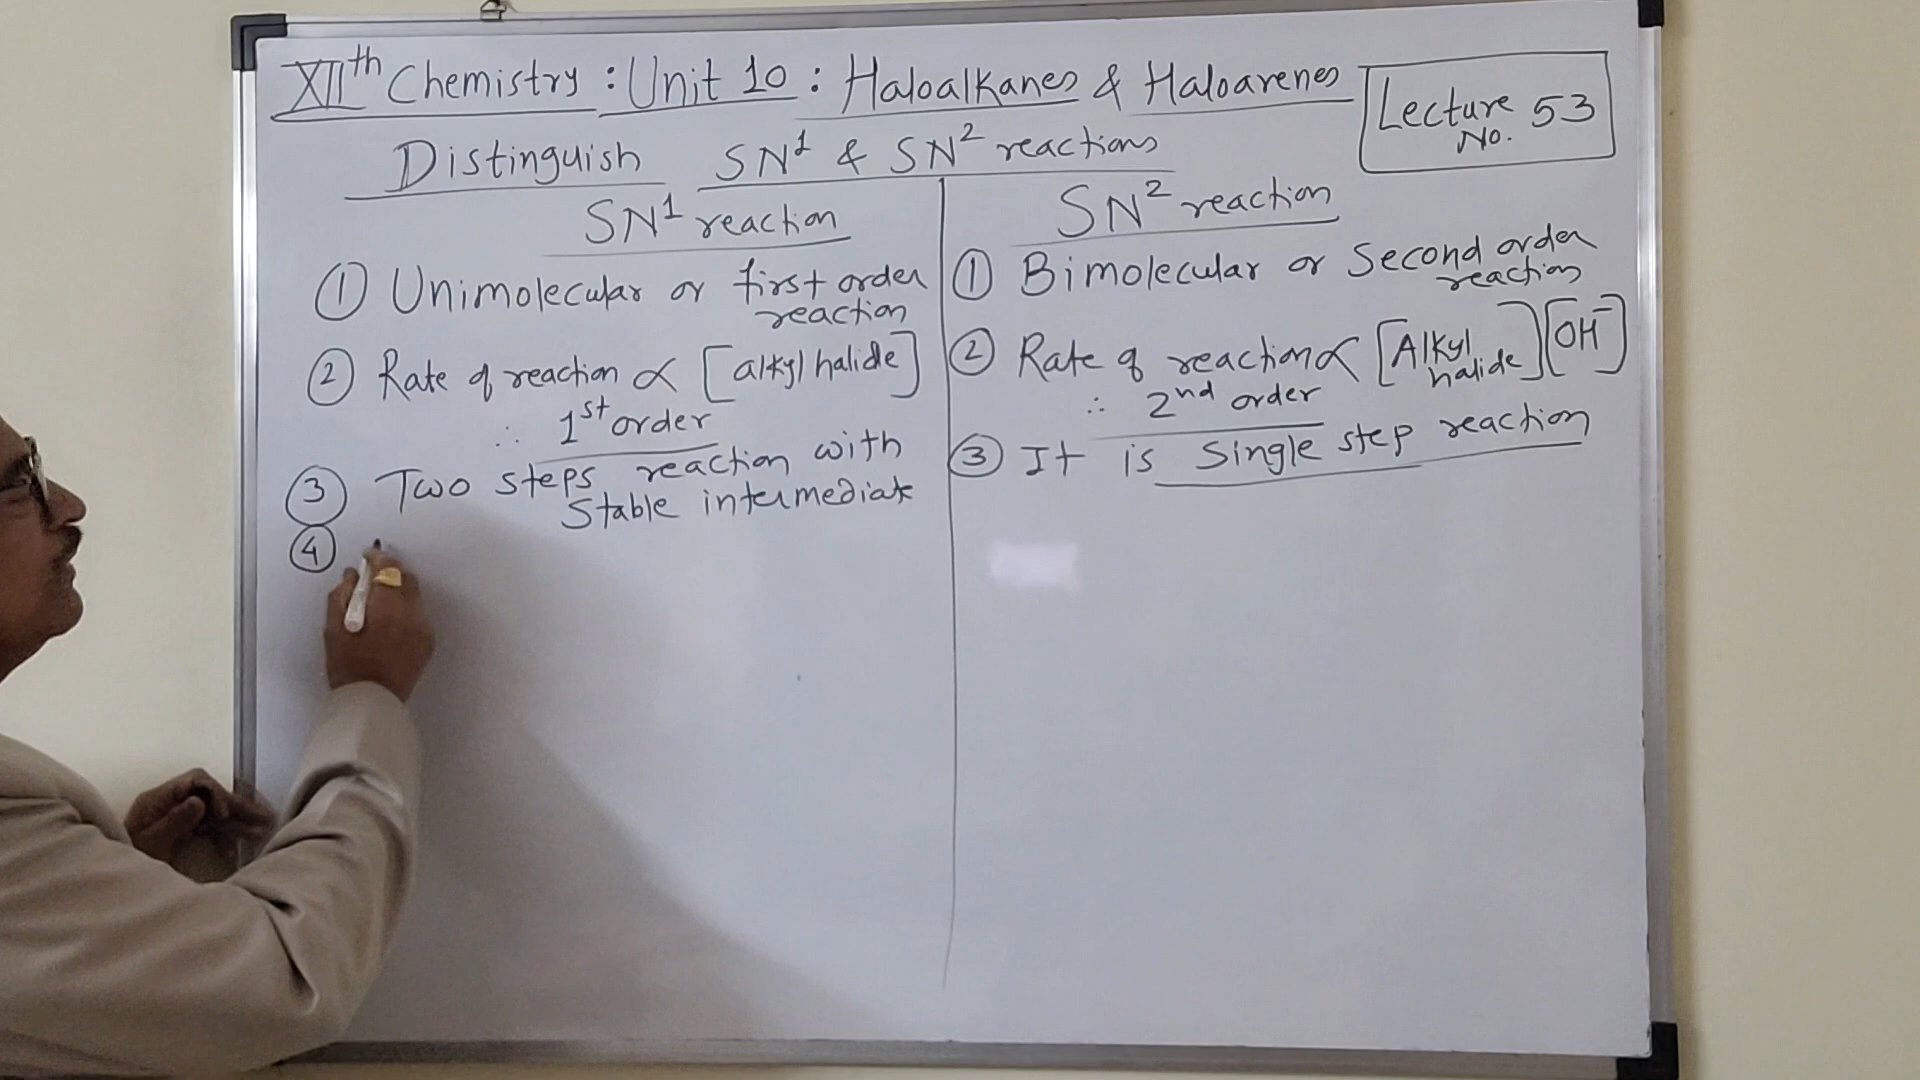 XIIth Chemistry : Unit 10 : Haloalkanes & Haloarenes
Lecture No. 53
Distinguish SN1 & SN2 reactions
SN1 reaction
① Unimolecular or first order
reaction
② Rate of reaction ∝ [alkyl halide]
∴ 1st order
③ Two steps reaction with
Stable intermediate
④
SN2 reaction
① Bimolecular or Second order
reaction
② Rate of reaction ∝ [Alkyl halide] [OH-]
∴ 2nd order
③ It is Single step reaction